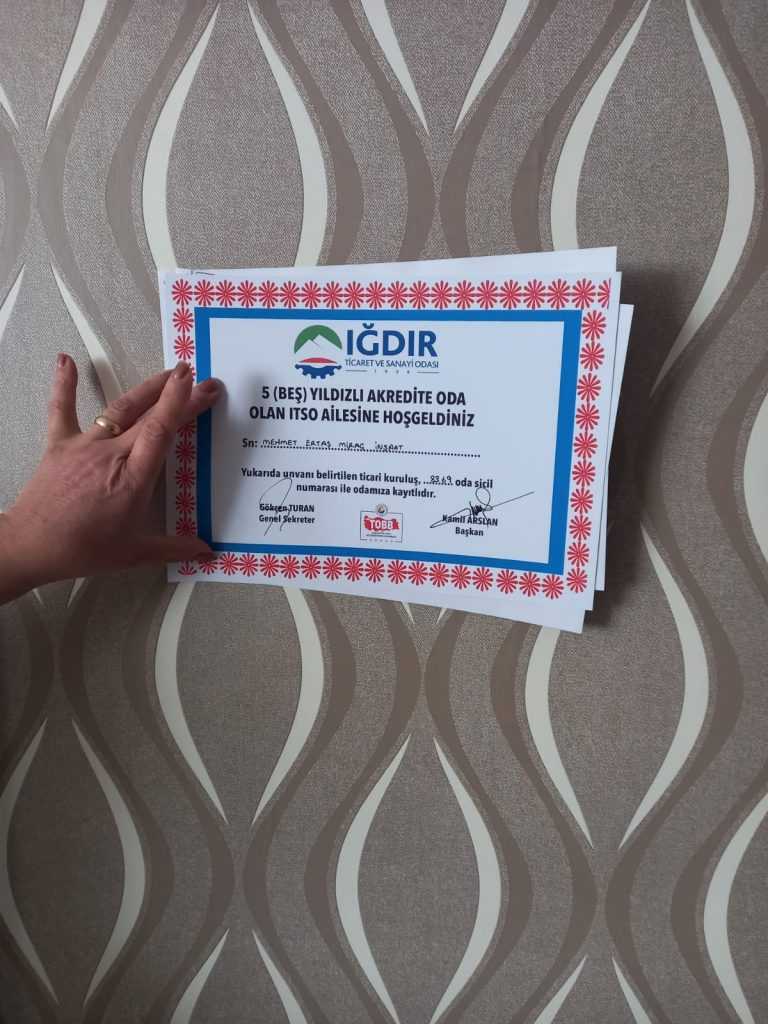 IĞDIR
TİCARET VE SANAYİ ODASI
5 (BEŞ) YILDIZLI AKREDİTE ODA
OLAN ITSO AİLESİNE HOŞGELDİNİZ
Sn: MEHMET ERTAŞ MİRAÇ İNŞAAT
Yukarıda unvanı belirtilen ticari kuruluş, ...8369 oda sicil
numarası ile odamıza kayıtlıdır.
Gökçen TURAN
Genel Sekreter
TOBB
Kamil ARSLAN
Başkan